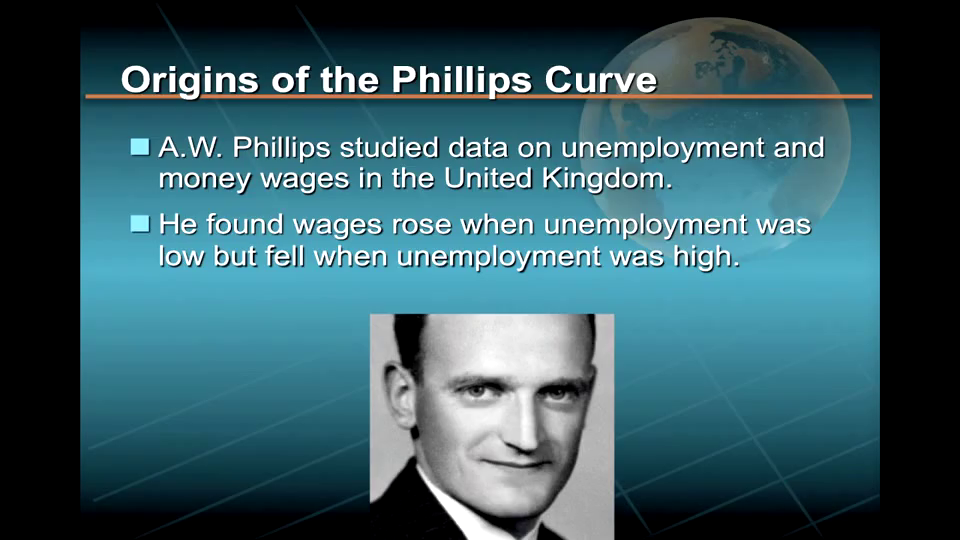 Origins of the Phillips Curve
A.W. Phillips studied data on unemployment and
money wages in the United Kingdom.
He found wages rose when unemployment was
low but fell when unemployment was high.